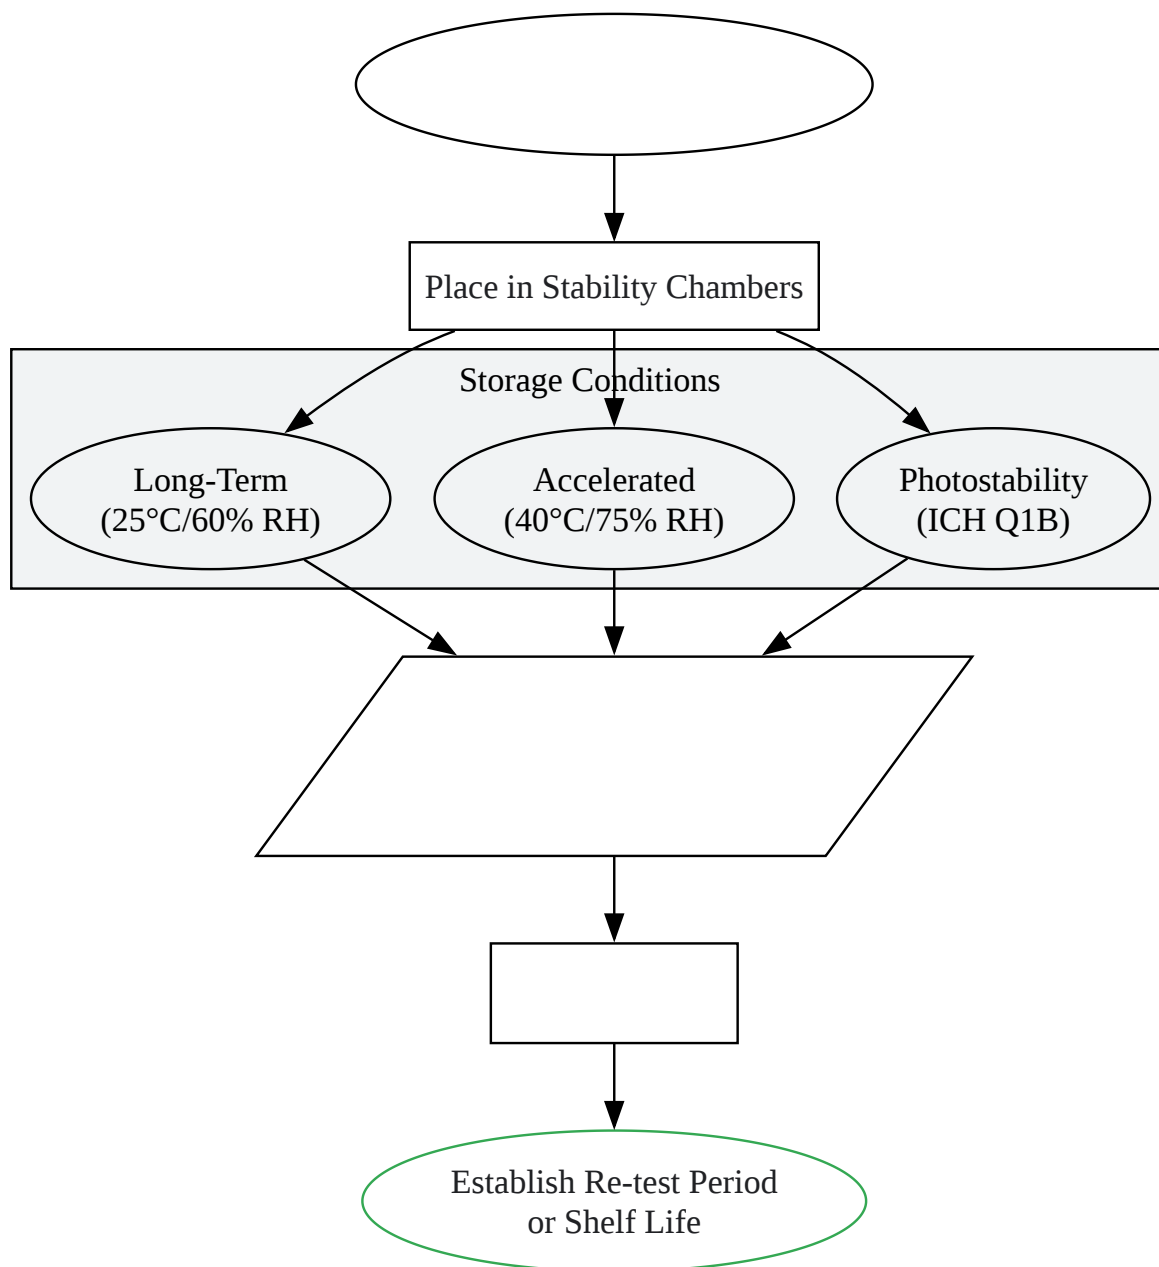 Place in Stability Chambers
Storage Conditions
Long-Term
(25°C/60% RH)
Accelerated
(40°C/75% RH)
Photostability
(ICH Q1B)
Establish Re-test Period
or Shelf Life